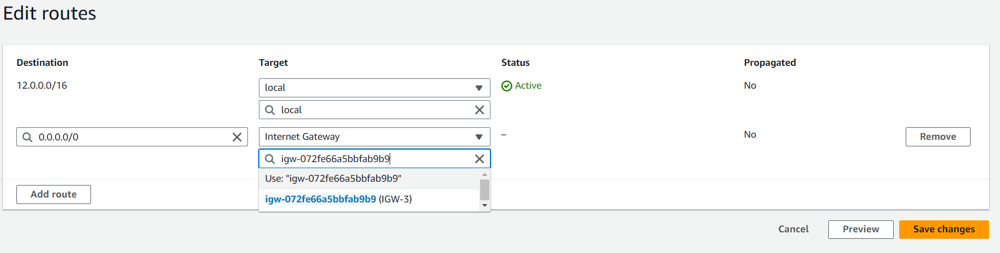 Edit routes
Destination Target Status Propagated
12.0.0.0/16 local Active No
local
0.0.0.0/0 Internet Gateway – No Remove
igw-072fe66a5bbfab9b9
Use: "igw-072fe66a5bbfab9b9"
Add route
igw-072fe66a5bbfab9b9 (IGW-3)
Cancel Preview Save changes